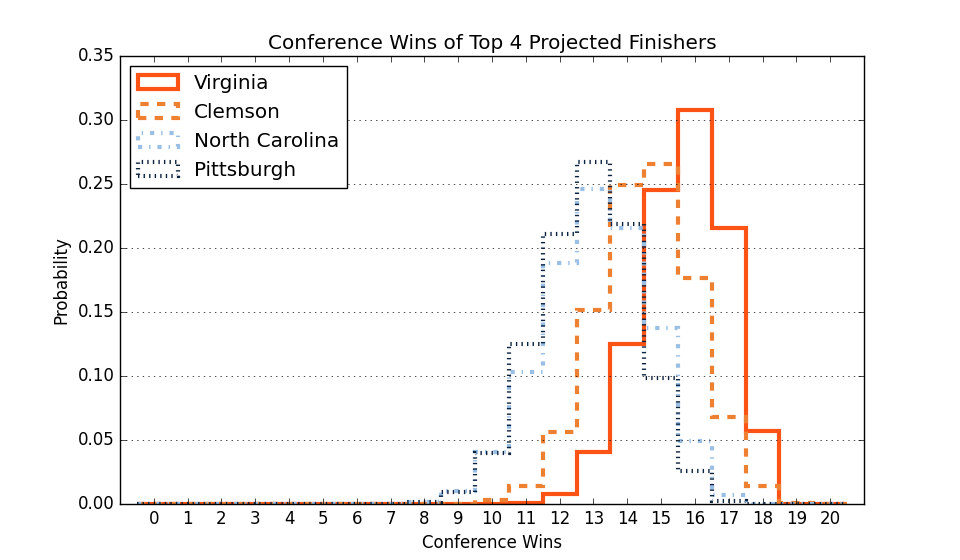 Conference Wins of Top 4 Projected Finishers
0.35
0.30
0.25
0.20
0.15
0.10
0.05
0.00
Probability
Virginia
Clemson
North Carolina
Pittsburgh
0 1 2 3 4 5 6 7 8 9 10 11 12 13 14 15 16 17 18 19 20
Conference Wins